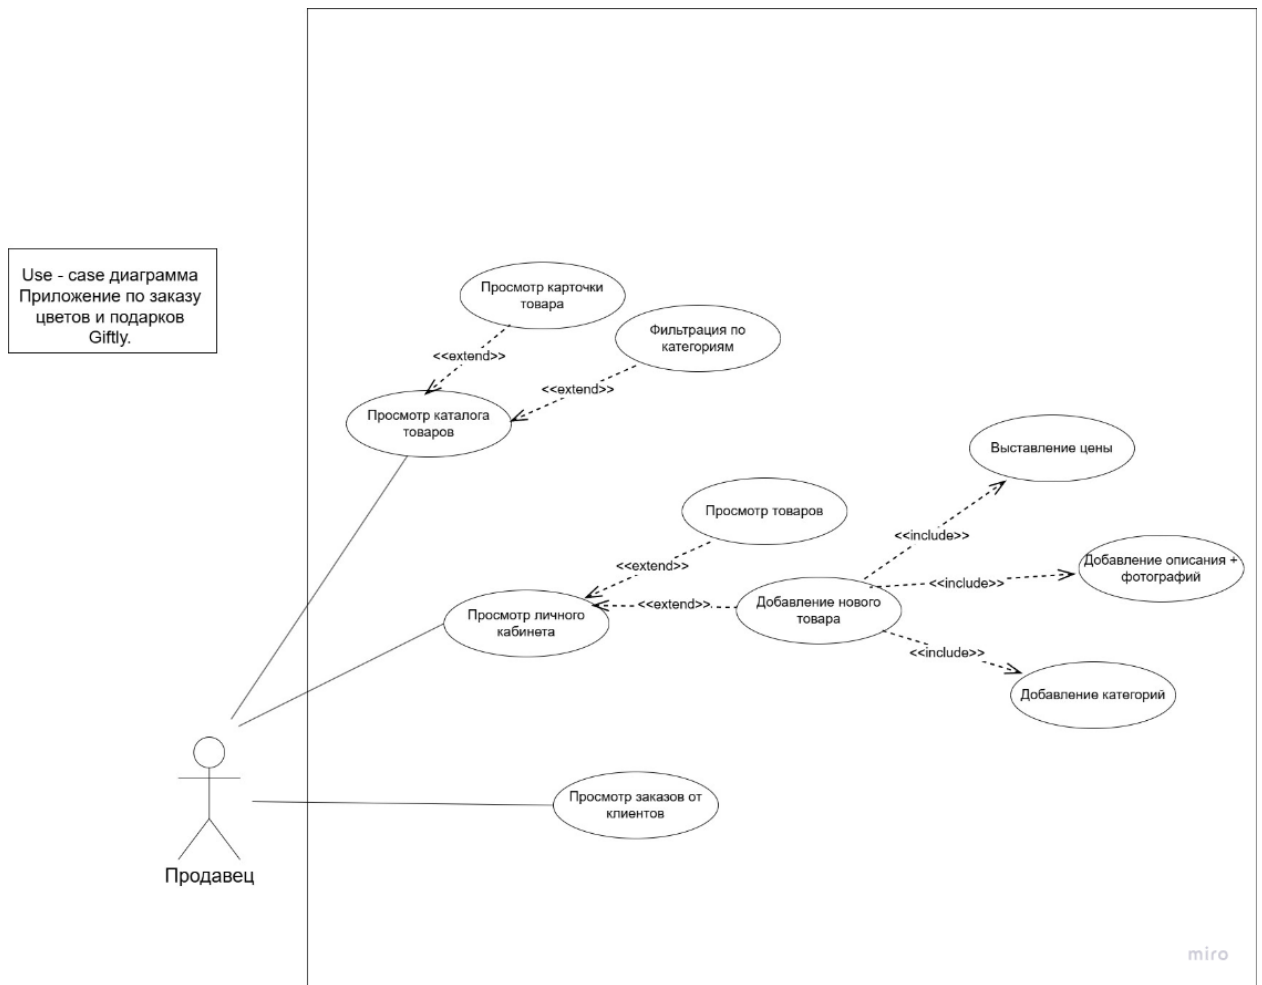 Use - case диаграмма
Приложение по заказу
цветов и подарков
Giftly.
Просмотр карточки
товара
Фильтрация по
категориям
<<extend>>
<<extend>>
Просмотр каталога
товаров
Выставление цены
Просмотр товаров
<<include>>
<<extend>>
Добавление описания +
фотографий
<<include>>
Добавление нового
товара
<<extend>>
Просмотр личного
кабинета
<<include>>
Добавление категорий
Просмотр заказов от
клиентов
Продавец
miro